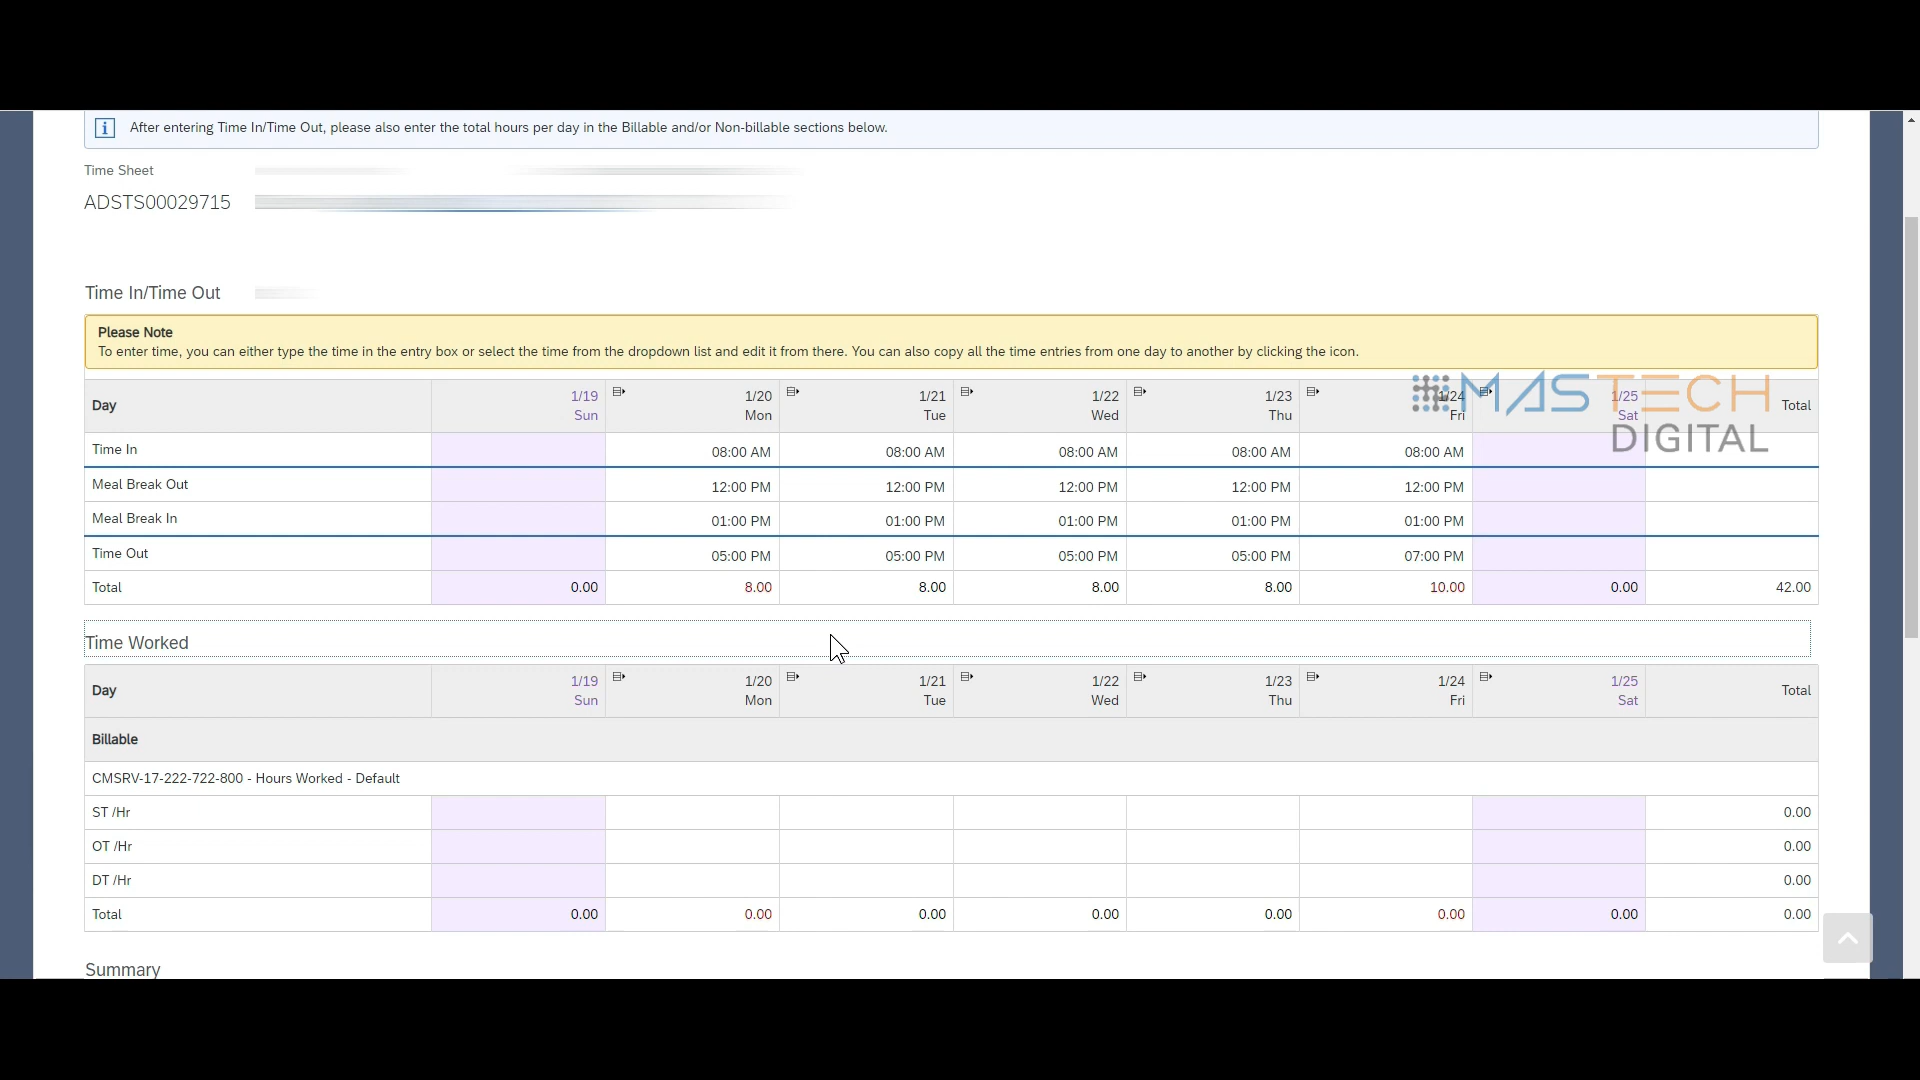 After entering Time In/Time Out, please also enter the total hours per day in the Billable and/or Non-billable sections below.
Time Sheet
ADSTS00029715
Time In/Time Out
Please Note
To enter time, you can either type the time in the entry box or select the time from the dropdown list and edit it from there. You can also copy all the time entries from one day to another by clicking the icon.
MASTECH
DIGITAL
Day 1/19 Sun 1/20 Mon 1/21 Tue 1/22 Wed 1/23 Thu 1/24 Fri 1/25 Sat Total
Time In 08:00 AM 08:00 AM 08:00 AM 08:00 AM 08:00 AM
Meal Break Out 12:00 PM 12:00 PM 12:00 PM 12:00 PM 12:00 PM
Meal Break In 01:00 PM 01:00 PM 01:00 PM 01:00 PM 01:00 PM
Time Out 05:00 PM 05:00 PM 05:00 PM 05:00 PM 07:00 PM
Total 0.00 8.00 8.00 8.00 8.00 10.00 0.00 42.00
Time Worked
Day 1/19 Sun 1/20 Mon 1/21 Tue 1/22 Wed 1/23 Thu 1/24 Fri 1/25 Sat Total
Billable
CMSRV-17-222-722-800 - Hours Worked - Default
ST /Hr 0.00
OT /Hr 0.00
DT /Hr 0.00
Total 0.00 0.00 0.00 0.00 0.00 0.00 0.00 0.00
Summary